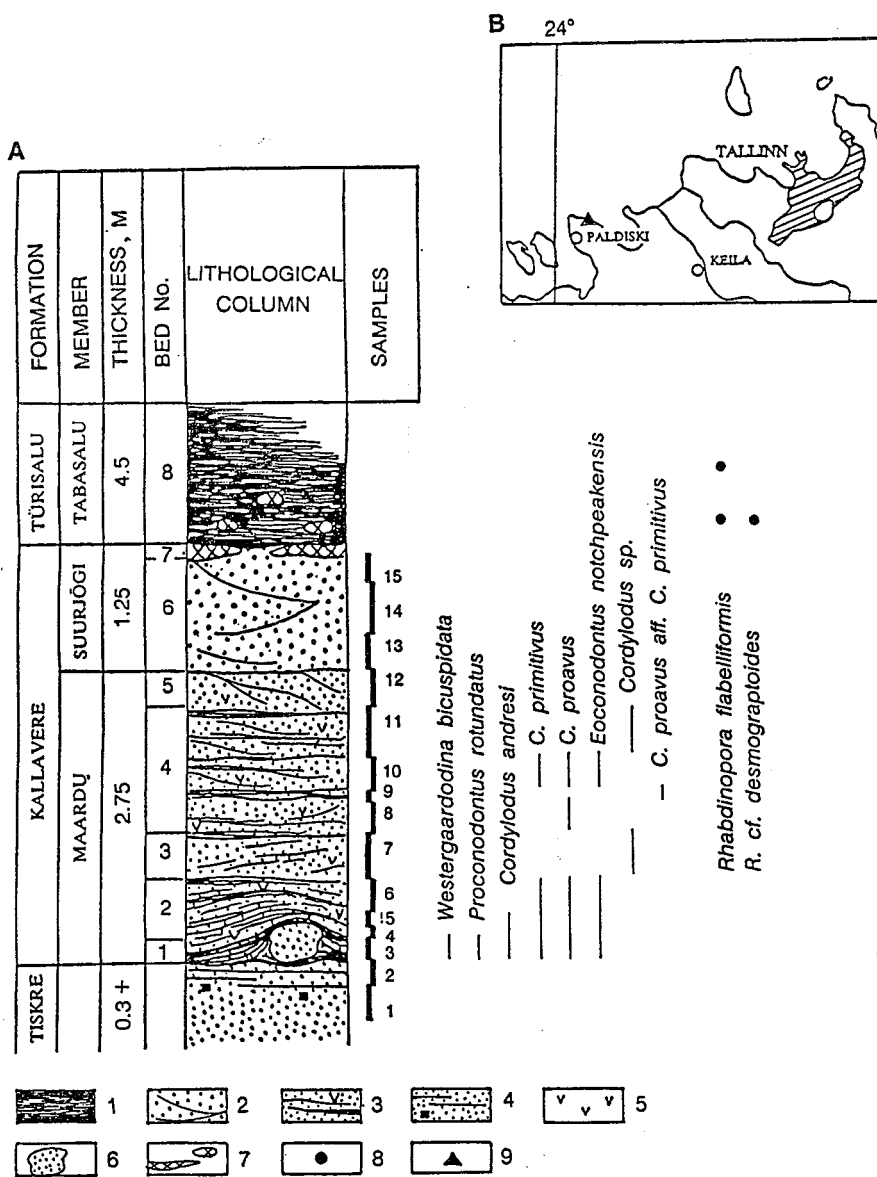 A
FORMATION
MEMBER
THICKNESS, M
BED No.
LITHOLOGICAL
COLUMN
SAMPLES
TÜRISALU
TABASALU
4.5
8
KALLAVERE
SUURJÕGI
1.25
7
6
MAARDU
2.75
5
4
3
2
1
TISKRE
0.3 +
15
14
13
12
11
10
9
8
7
6
5
4
3
2
1
B
24°
TALLINN
PALDISKI
KEILA
Westergaardodina bicuspidata
Proconodontus rotundatus
Cordylodus andresi
C. primitivus
C. proavus
Eoconodontus notchpeakensis
Cordylodus sp.
C. proavus aff. C. primitivus
Rhabdinopora flabelliformis
R. cf. desmograptoides
1
2
3
4
5
6
7
8
9